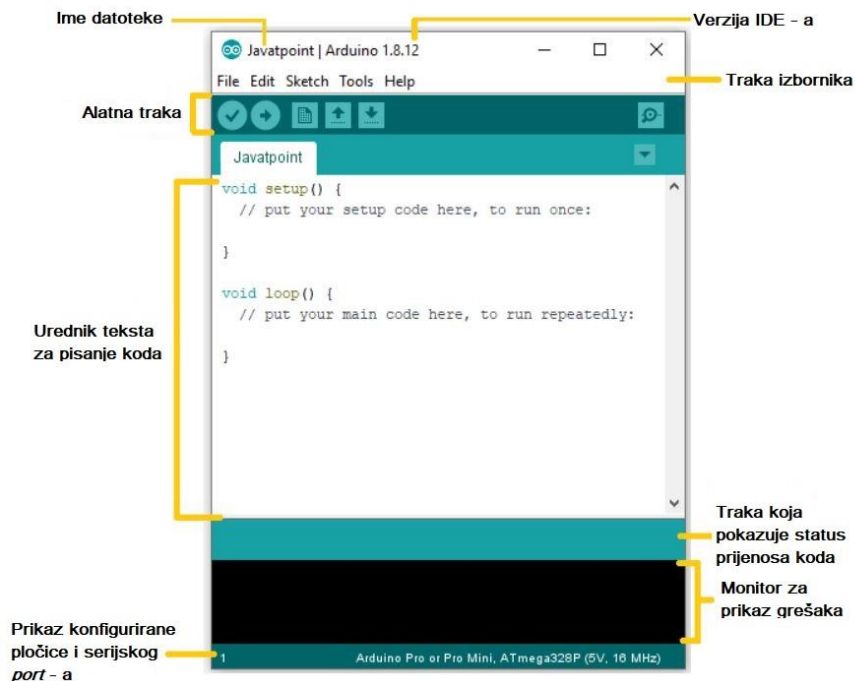 Ime datoteke
Verzija IDE - a
Javatpoint | Arduino 1.8.12
File Edit Sketch Tools Help
Traka izbornika
Alatna traka
Javatpoint
void setup() {
// put your setup code here, to run once:
}
void loop() {
// put your main code here, to run repeatedly:
}
Urednik teksta
za pisanje koda
Traka koja
pokazuje status
prijenosa koda
Monitor za
prikaz grešaka
Prikaz konfigurirane
pločice i serijskog
port - a
1
Arduino Pro or Pro Mini, ATmega328P (5V, 16 MHz)